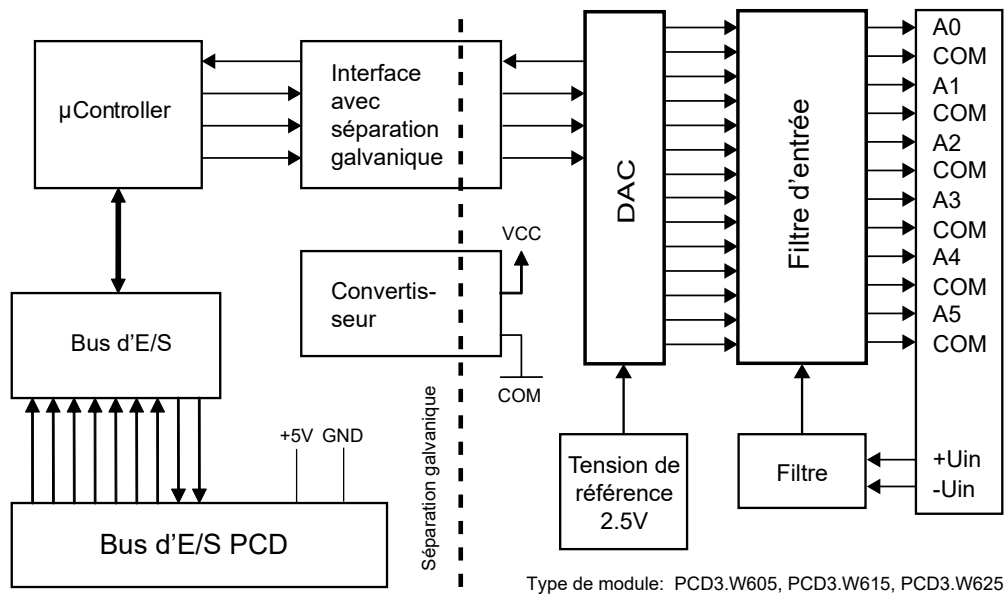 µController
Interface
avec
séparation
galvanique
DAC
Filtre d'entrée
A0
COM
A1
COM
A2
COM
A3
COM
A4
COM
A5
COM
+Uin
-Uin
VCC
Convertis-
seur
COM
Bus d'E/S
+5V
GND
Bus d'E/S PCD
Séparation galvanique
Tension de
référence
2.5V
Filtre
Type de module: PCD3.W605, PCD3.W615, PCD3.W625